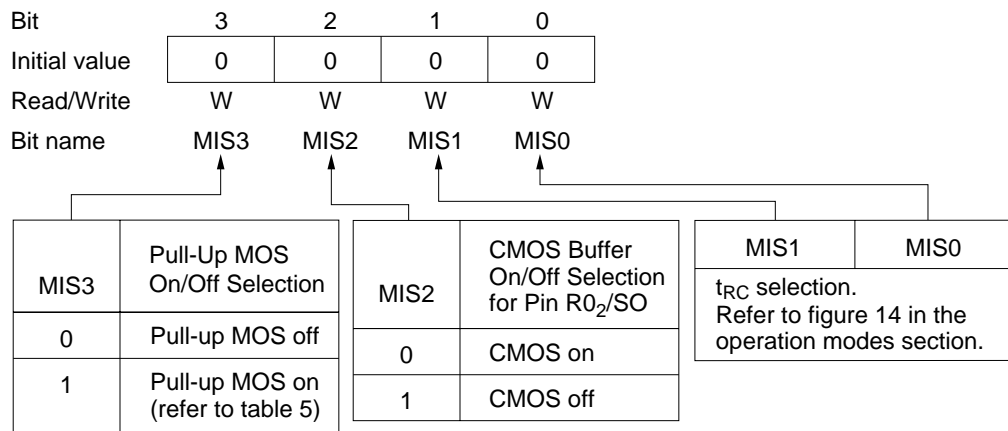 Bit 3 2 1 0
Initial value 0 0 0 0
Read/Write W W W W
Bit name MIS3 MIS2 MIS1 MIS0
MIS3
Pull-Up MOS
On/Off Selection
0 Pull-up MOS off
1 Pull-up MOS on
(refer to table 5)
MIS2
CMOS Buffer
On/Off Selection
for Pin R0₂/SO
0 CMOS on
1 CMOS off
MIS1 MIS0
tRC selection.
Refer to figure 14 in the
operation modes section.